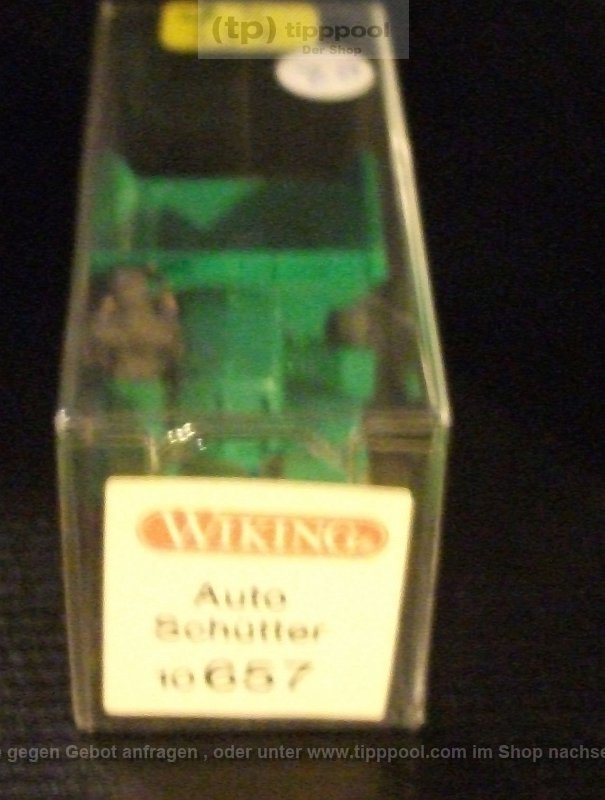 (tp) tipppool
Der Shop
WIKING
Auto
Schütter
10 657
e gegen Gebot anfragen , oder unter www.tipppool.com im Shop nachse